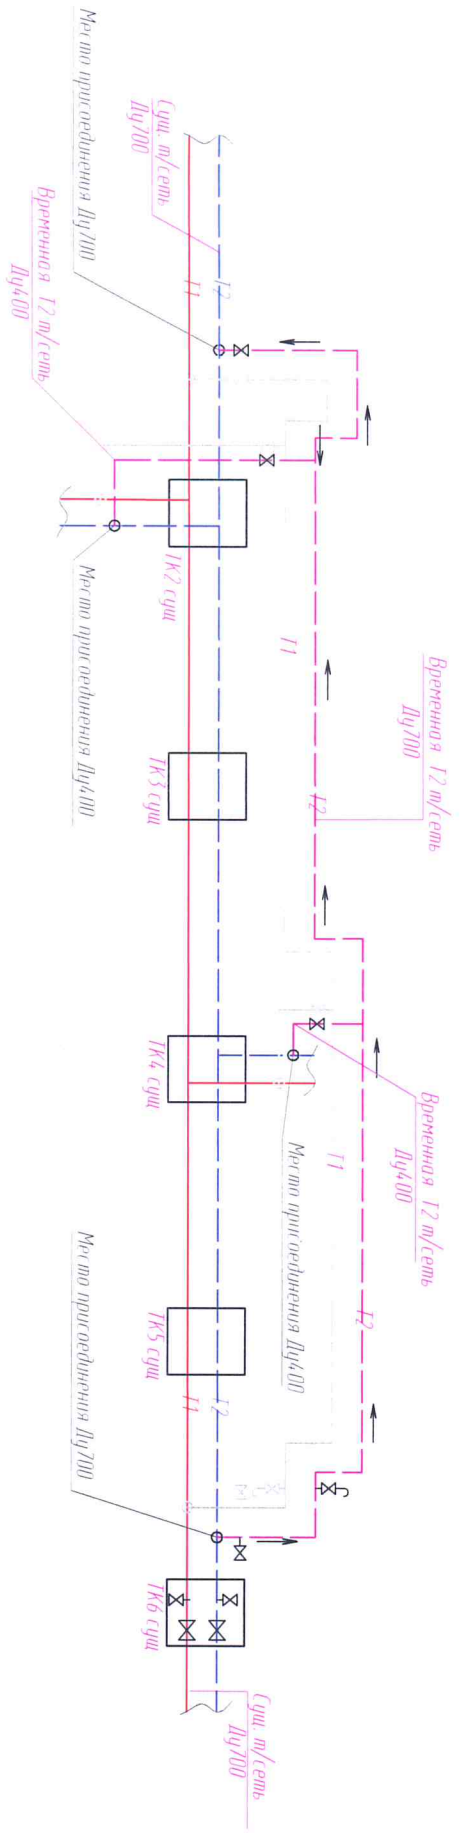 Место присоединения Ду700
Сущ. т/сеть
Ду700
Временная Т2 т/сеть
Ду400
Т2
Т1
ТК2 сущ
Место присоединения Ду400
Т1
Временная Т2 т/сеть
Ду700
Т2
ТК3 сущ
ТК4 сущ
Временная Т2 т/сеть
Ду400
Место присоединения Ду400
Т1
Т2
ТК5 сущ
Т2
Т1
Место присоединения Ду700
ТК6 сущ
Сущ. т/сеть
Ду700